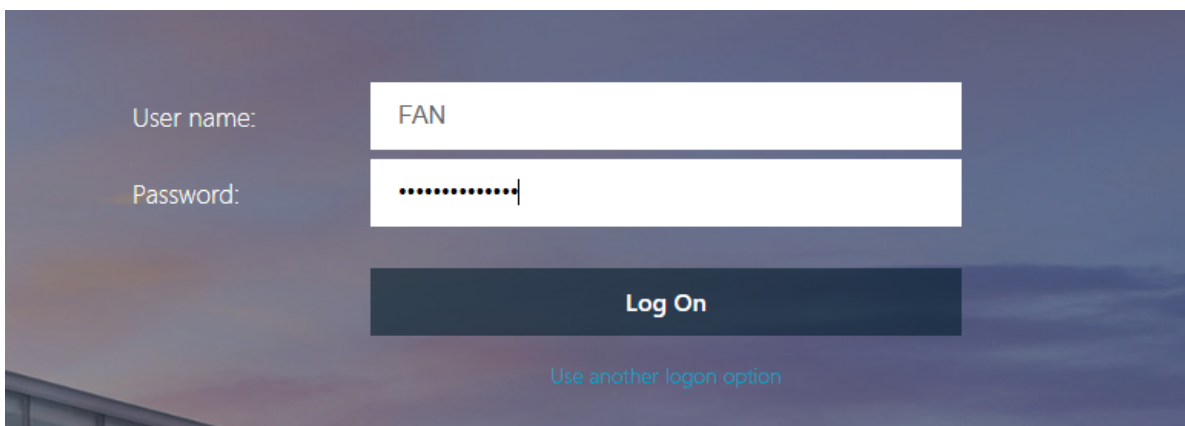 User name:
FAN
Password:
••••••••••••••
Log On
Use another logon option